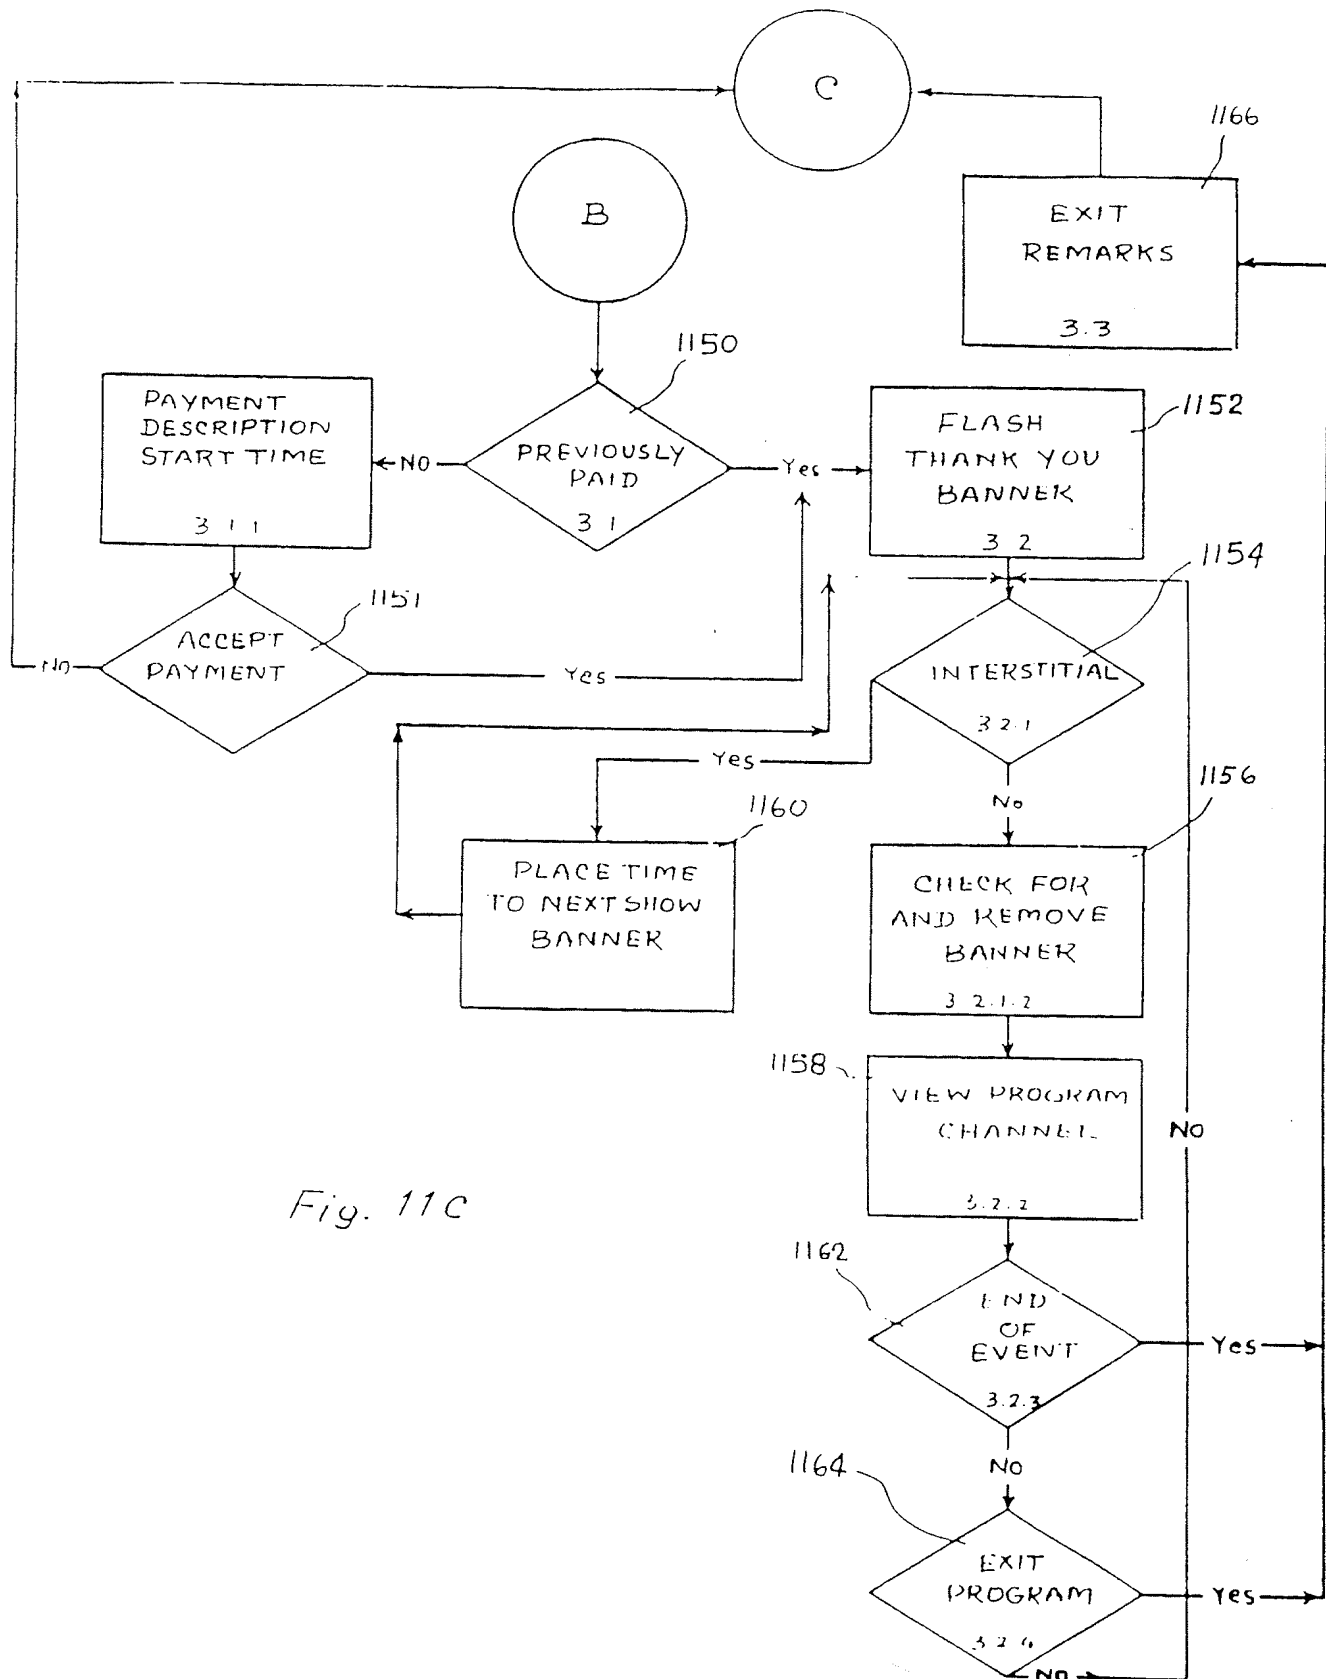 C
1166
EXIT
REMARKS
3.3
B
1150
PREVIOUSLY
PAID
3 1
NO
Yes
PAYMENT
DESCRIPTION
START TIME
3 1 1
1152
FLASH
THANK YOU
BANNER
3 2
1151
ACCEPT
PAYMENT
No
Yes
1154
INTERSTITIAL
3 2.1
Yes
No
1160
PLACE TIME
TO NEXT SHOW
BANNER
1156
CHECK FOR
AND REMOVE
BANNER
3 2.1.2
1158
VIEW PROGRAM
CHANNEL
3.2.2
NO
Fig. 11C
1162
END
OF
EVENT
3.2.3
Yes
NO
1164
EXIT
PROGRAM
3 2 4
Yes
NO